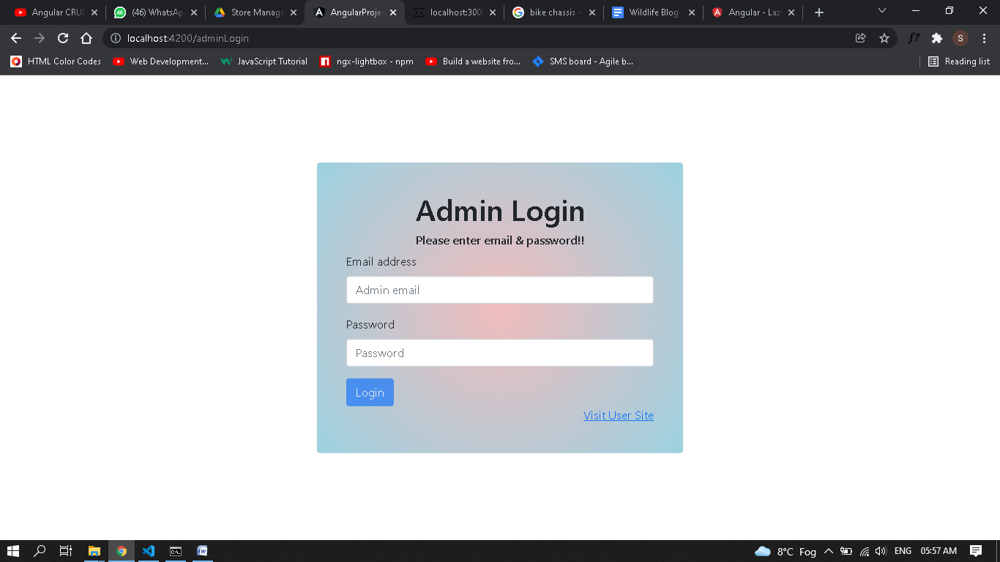 Angular CRU
(46) WhatsAp
Store Manage
AngularProje
localhost:300
bike chassis -
Wildlife Blog-
Angular - Laz
localhost:4200/adminLogin
f?
S
HTML Color Codes
Web Development...
JavaScript Tutorial
ngx-lightbox - npm
Build a website fro...
SMS board - Agile b...
Reading list
Admin Login
Please enter email & password!!
Email address
Admin email
Password
Password
Login
Visit User Site
8°C Fog
ENG
05:57 AM